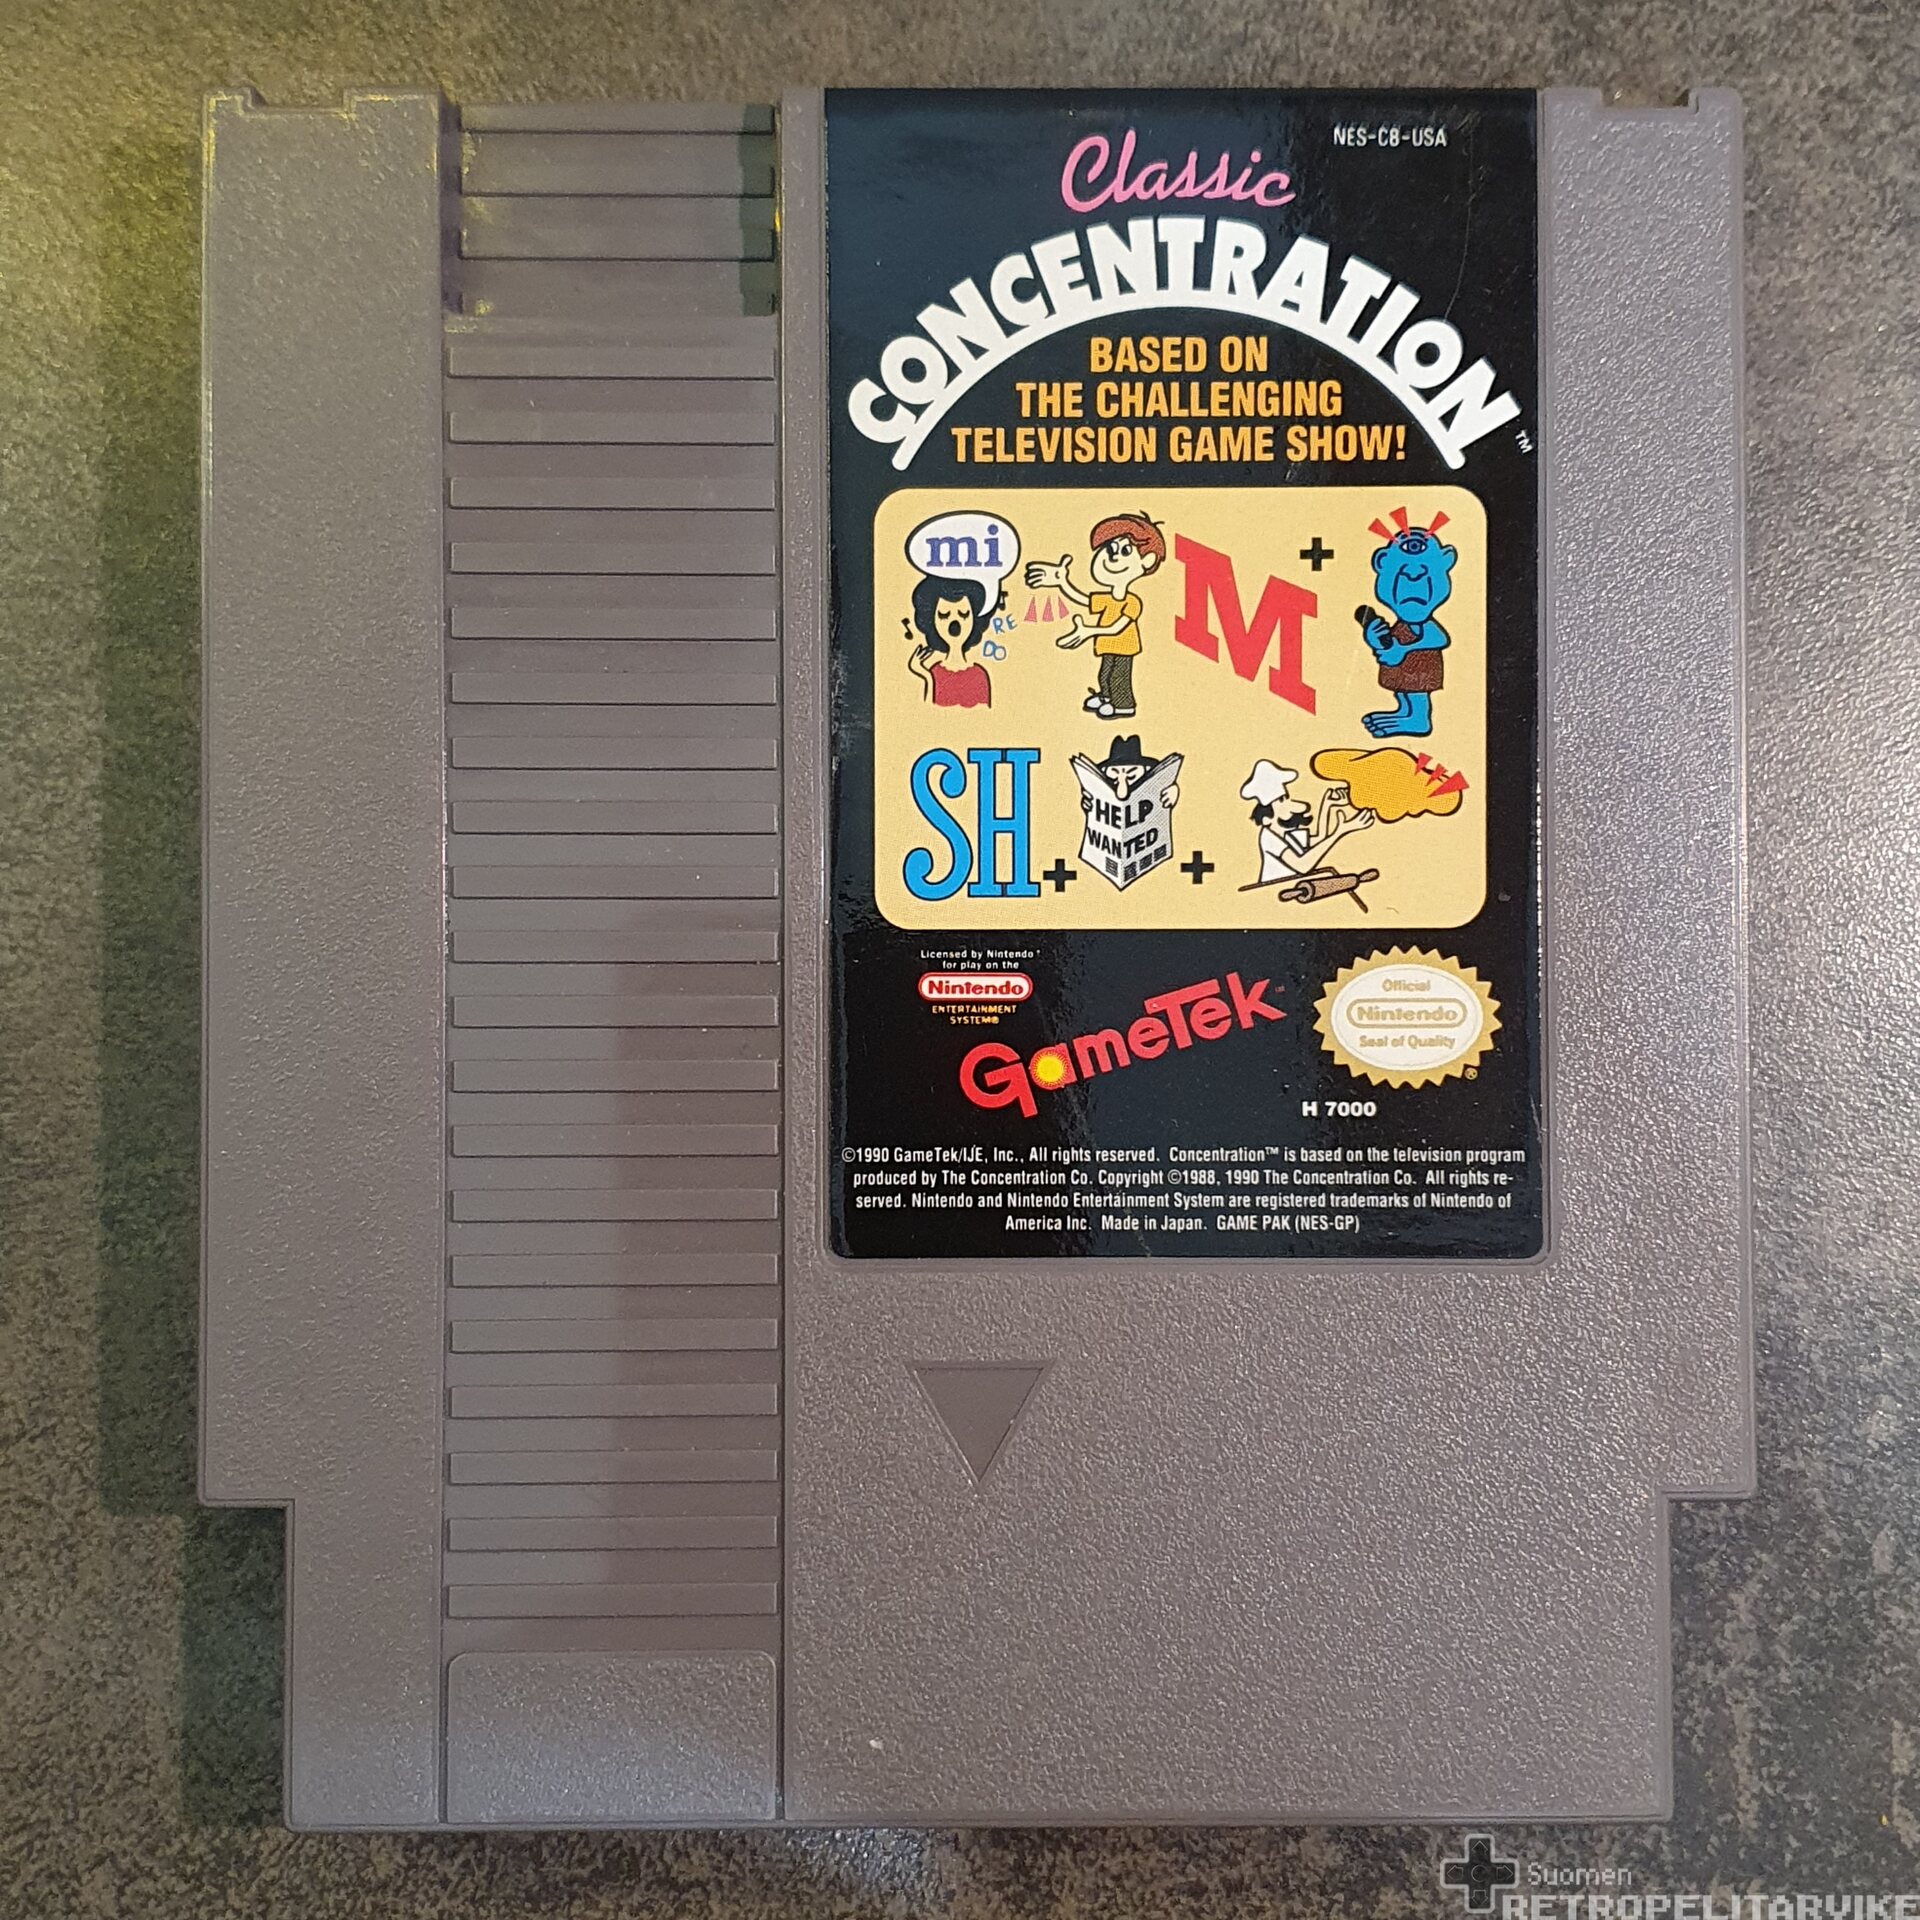 NES-C8-USA
Classic
CONCENTRATION™
BASED ON
THE CHALLENGING
TELEVISION GAME SHOW!
mi
RE
DO
M +
SH + HELP
WANTED +
Licensed by Nintendo®
for play on the
Nintendo
ENTERTAINMENT
SYSTEM®
GameTek
Official
Nintendo
Seal of Quality
®
H 7000
©1990 GameTek/IJE, Inc., All rights reserved. Concentration™ is based on the television program
produced by The Concentration Co. Copyright ©1988, 1990 The Concentration Co. All rights re-
served. Nintendo and Nintendo Entertainment System are registered trademarks of Nintendo of
America Inc. Made in Japan. GAME PAK (NES-GP)
Suomen
RETROPELITARVIKE